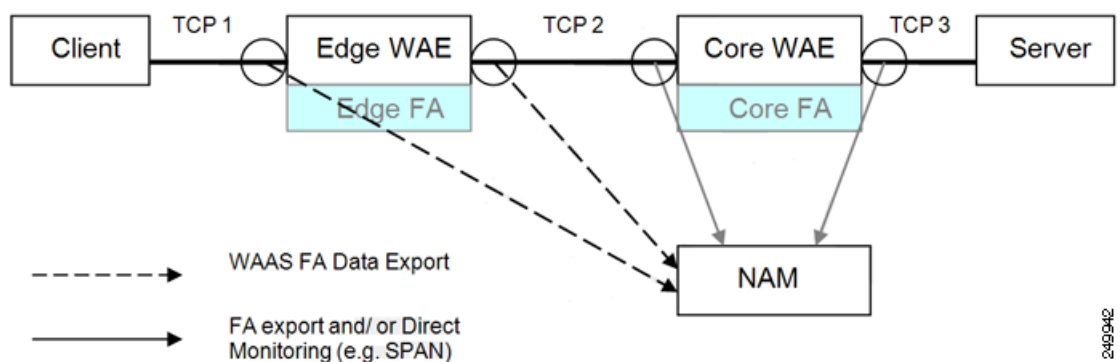 TCP 1
TCP 2
TCP 3
Client
Edge WAE
Core WAE
Server
Edge FA
Core FA
NAM
WAAS FA Data Export
FA export and/ or Direct
Monitoring (e.g. SPAN)
249942